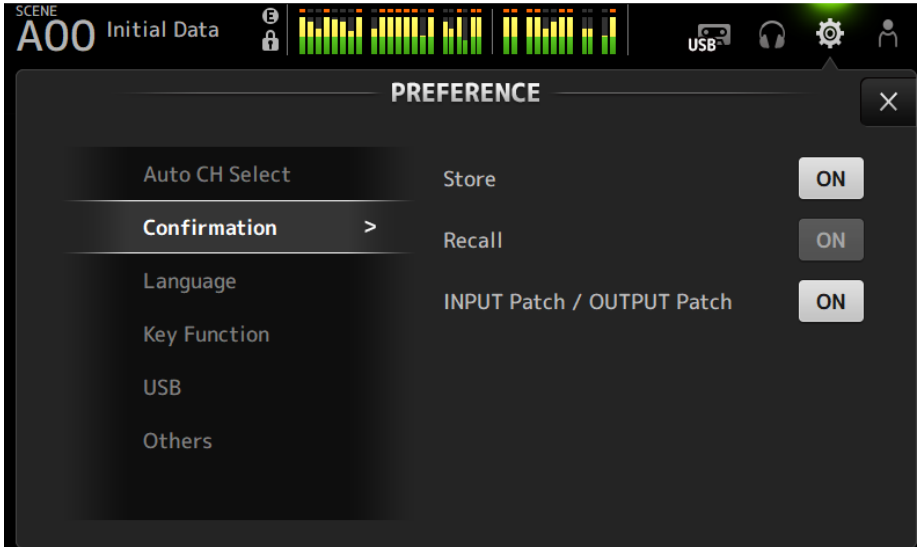 SCENE
A00 Initial Data E
USB
PREFERENCE
Auto CH Select
Confirmation >
Language
Key Function
USB
Others
Store ON
Recall ON
INPUT Patch / OUTPUT Patch ON